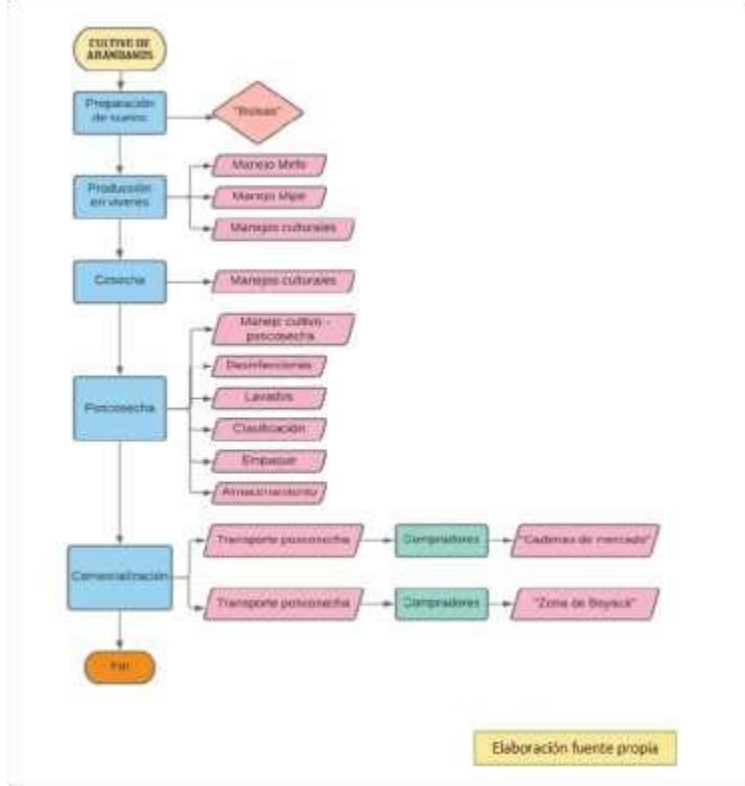 CULTIVO DE
ARANDANOS
Preparación
de suelos
"Bolsas"
Producción
en viveres
Manejo Mirfe
Manejo Mipe
Manejos culturales
Cosecha
Manejos culturales
Poscosecha
Manejo cultivo -
poscosecha
Desinfecciones
Lavados
Clasificación
Empaque
Almacenamiento
Comercialización
Transporte poscosecha
Compradores
"Cadenas de mercado"
Transporte poscosecha
Compradores
"Zona de Boyacá"
Fin
Elaboración fuente propia